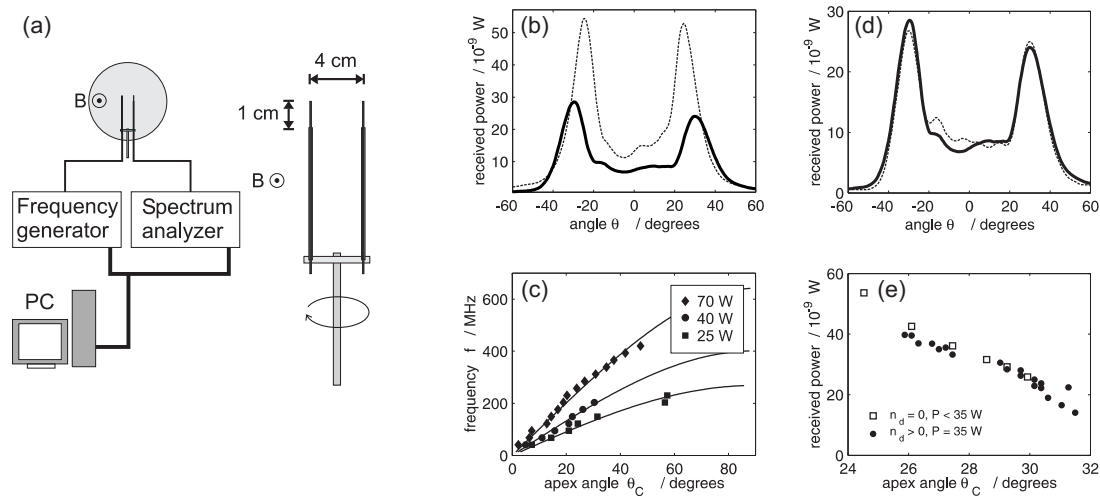 (a)
4 cm
1 cm
B
B
Frequency
generator
Spectrum
analyzer
PC
(b)
received power / 10⁻⁹ W
50
40
30
20
10
-60 -40 -20 0 20 40 60
angle θ / degrees
(d)
received power / 10⁻⁹ W
30
20
10
0
-60 -40 -20 0 20 40 60
angle θ / degrees
(c)
frequency f / MHz
600
400
200
0
0 20 40 60 80
apex angle θ_C / degrees
70 W
40 W
25 W
(e)
received power / 10⁻⁹ W
60
40
20
0
24 26 28 30 32
apex angle θ_C / degrees
n_d = 0, P < 35 W
n_d > 0, P = 35 W